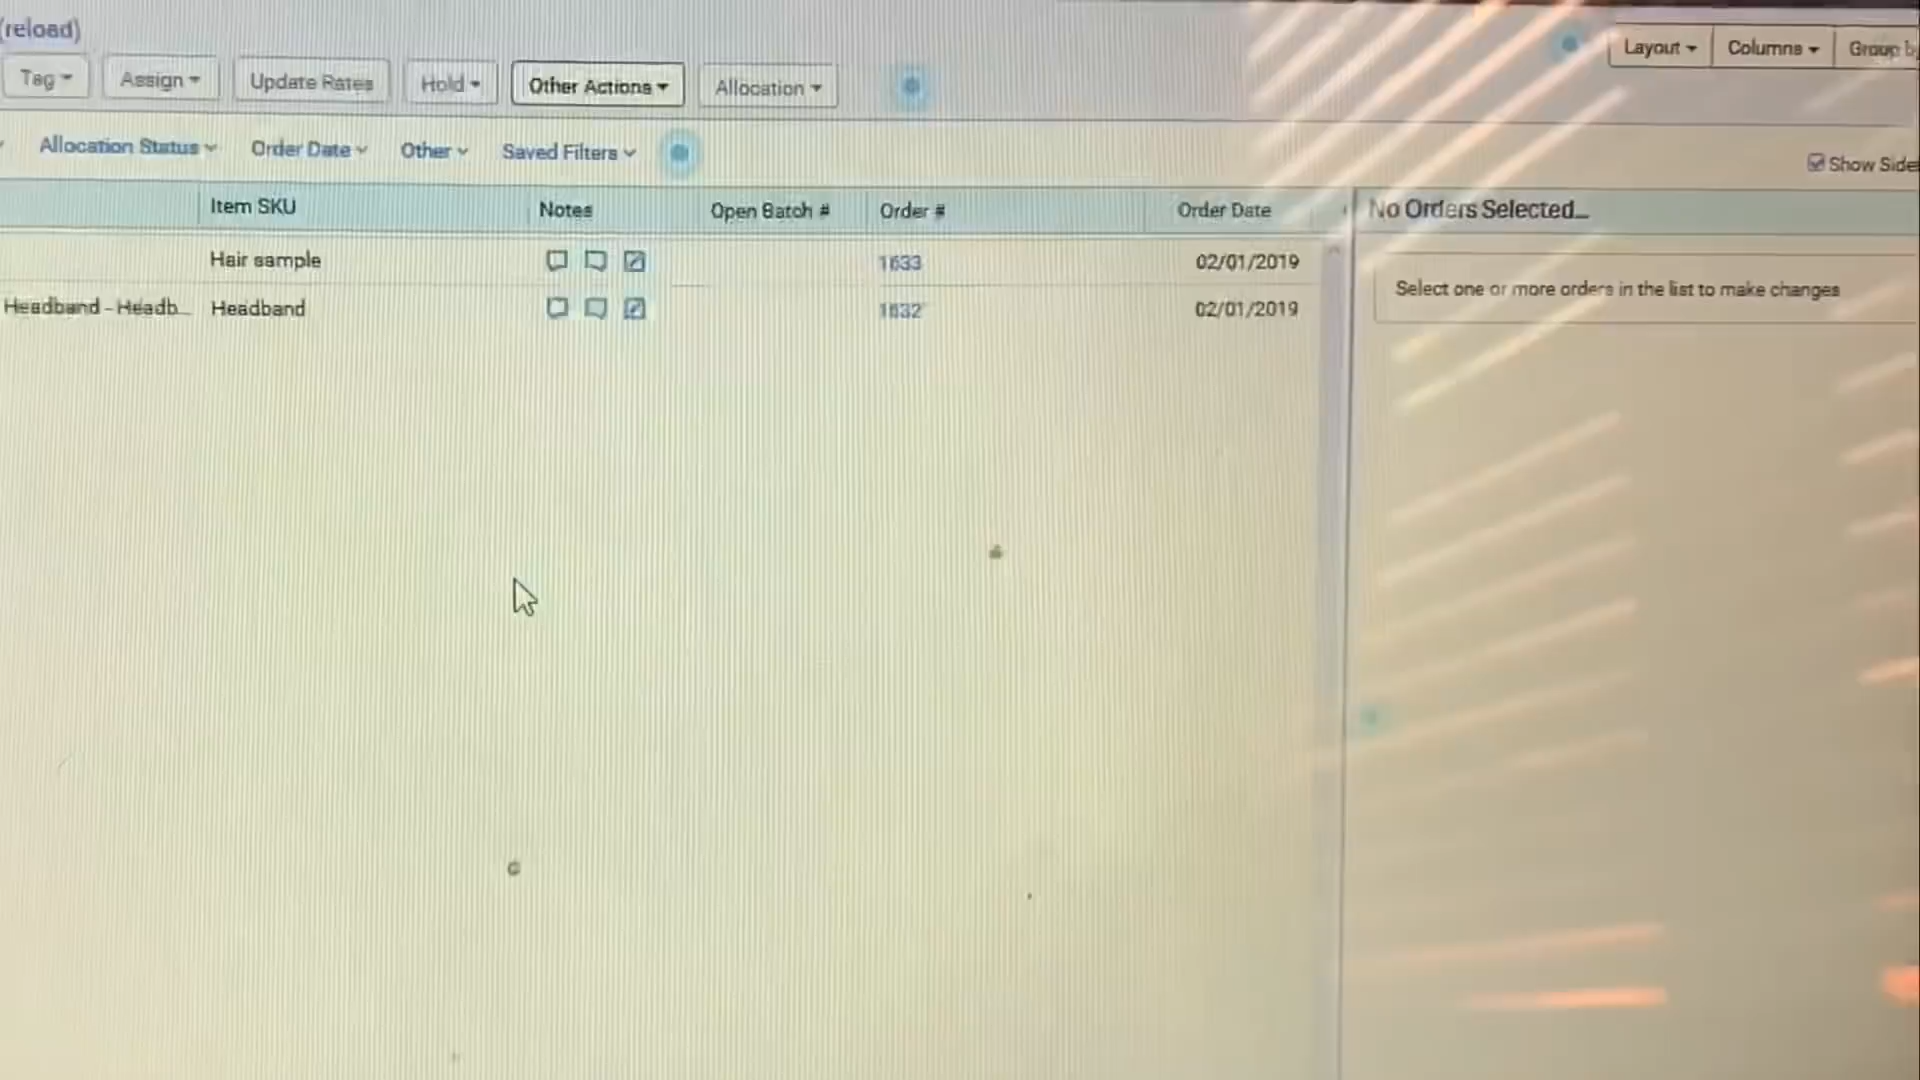 (reload)
Tag Assign Update Rates Hold Other Actions Allocation Layout Columns Group b
Allocation Status Order Date Other Saved Filters Show Side
Item SKU Notes Open Batch # Order # Order Date No Orders Selected...
Hair sample 1633 02/01/2019
Select one or more orders in the list to make changes
Headband - Headb... Headband 1632 02/01/2019